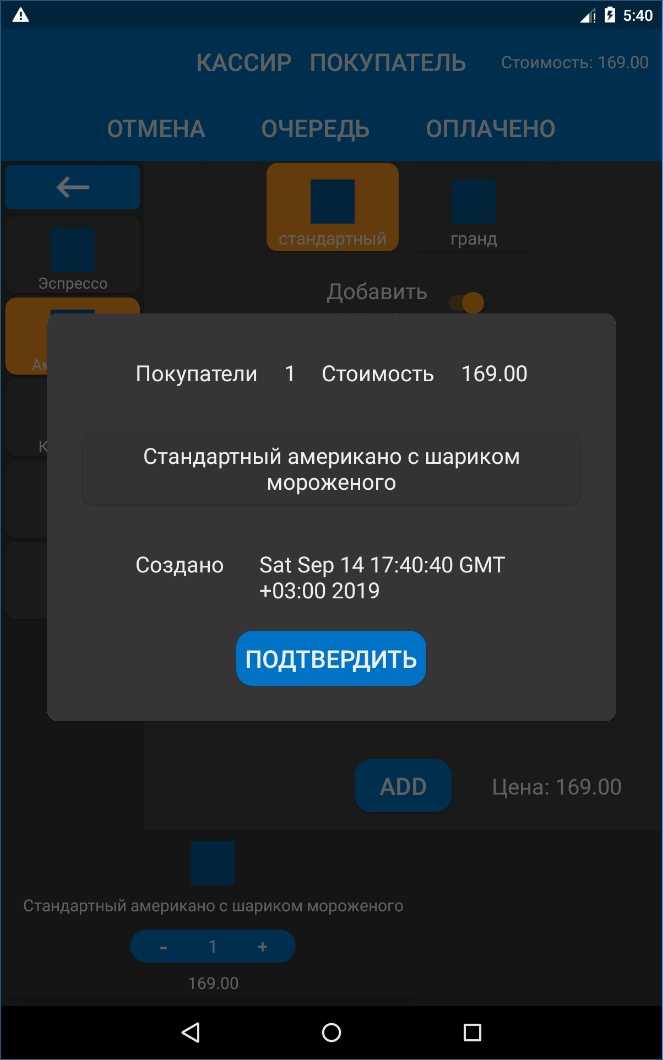 5:40
КАССИР ПОКУПАТЕЛЬ Стоимость: 169.00
ОТМЕНА ОЧЕРЕДЬ ОПЛАЧЕНО
стандартный гранд
Эспрессо
Добавить
Покупатели 1 Стоимость 169.00
Стандартный американо с шариком
мороженого
Создано Sat Sep 14 17:40:40 GMT
+03:00 2019
ПОДТВЕРДИТЬ
ADD Цена: 169.00
Стандартный американо с шариком мороженого
- 1 +
169.00